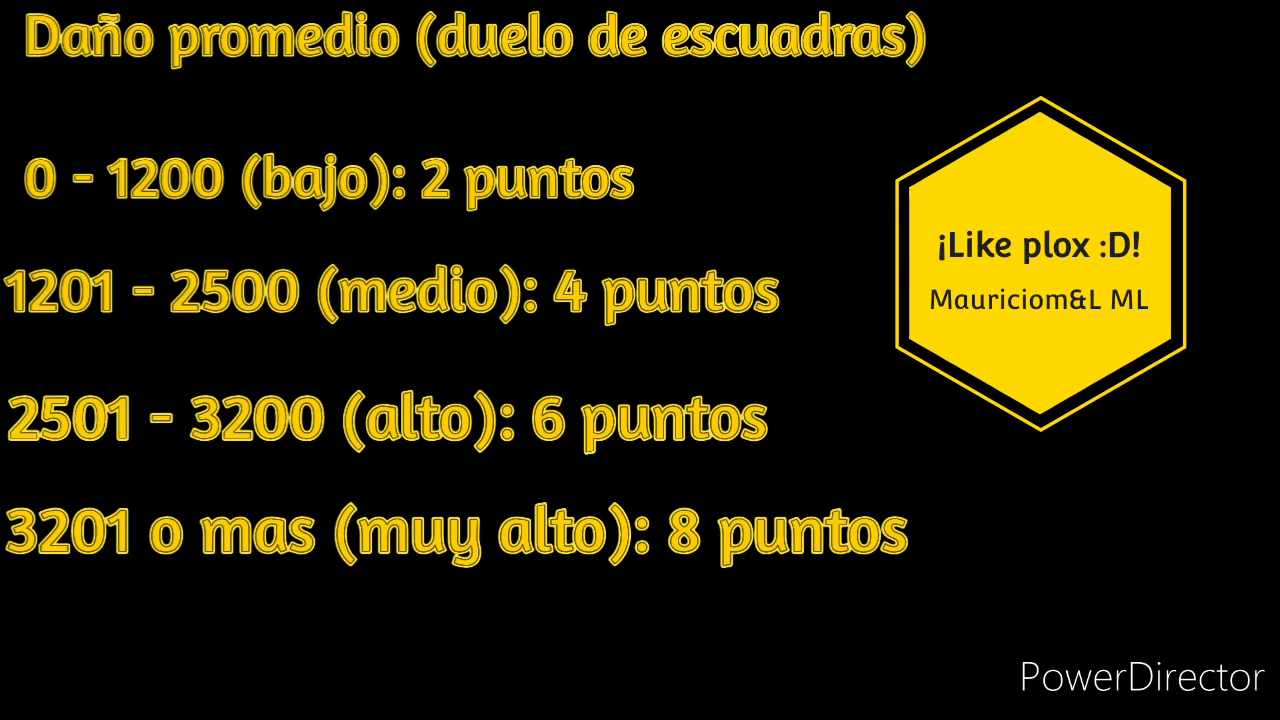 Daño promedio (duelo de escuadras)
0 - 1200 (bajo): 2 puntos
1201 - 2500 (medio): 4 puntos
2501 - 3200 (alto): 6 puntos
3201 o mas (muy alto): 8 puntos
¡Like plox :D!
Mauriciom&L ML
PowerDirector